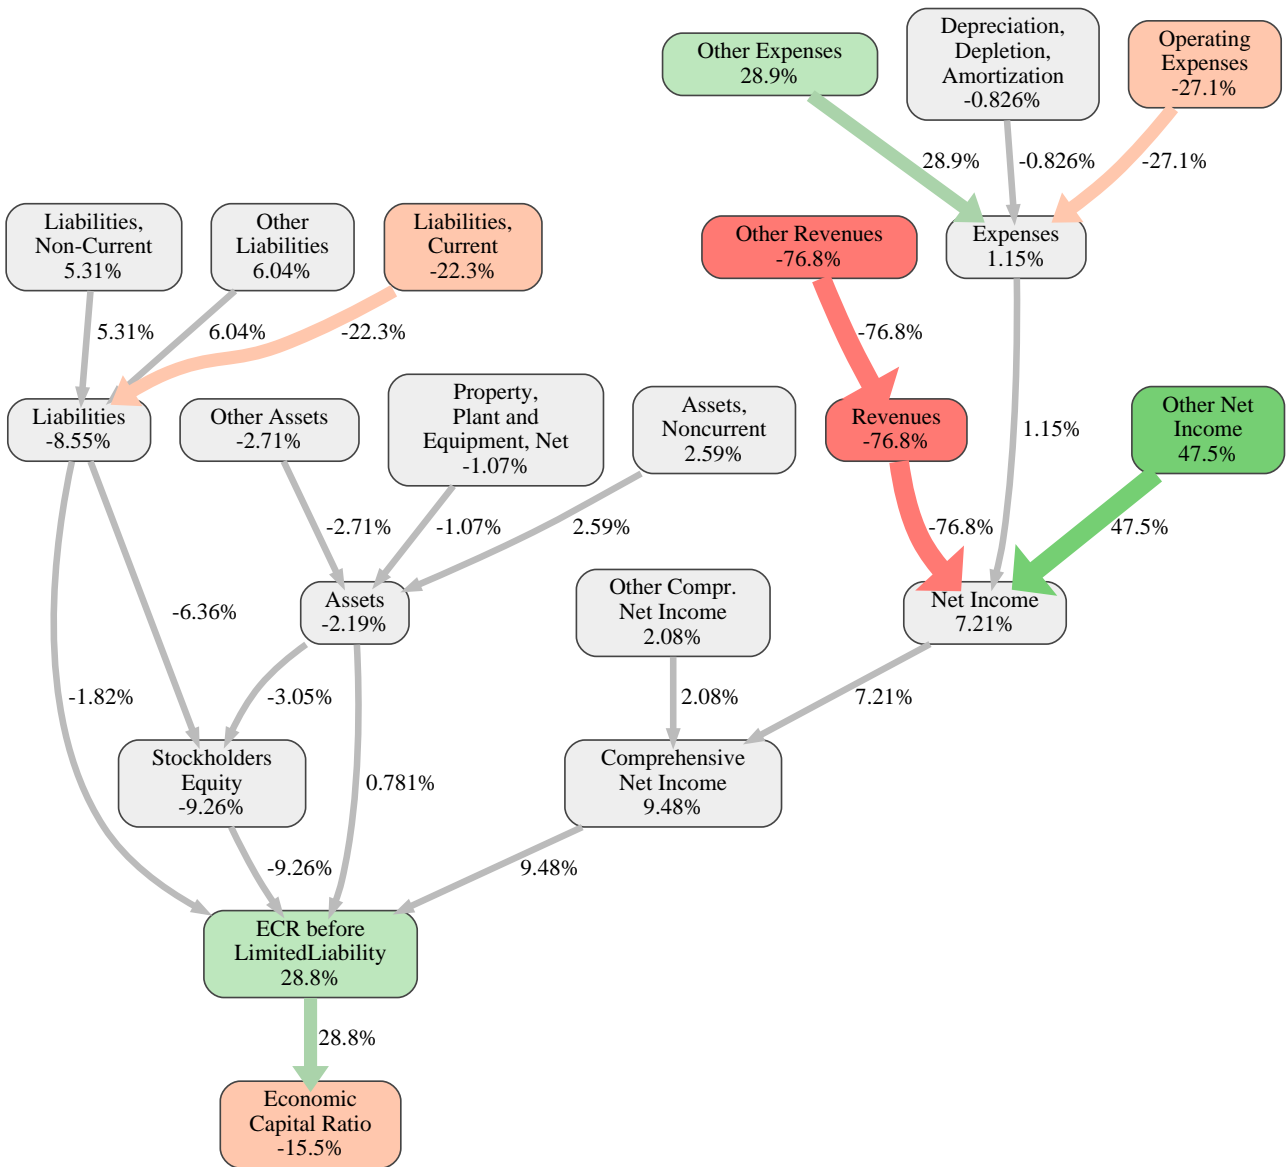 Other Expenses
28.9%
Depreciation,
Depletion,
Amortization
-0.826%
Operating
Expenses
-27.1%
28.9%
-0.826%
-27.1%
Liabilities,
Non-Current
5.31%
Other
Liabilities
6.04%
Liabilities,
Current
-22.3%
Other Revenues
-76.8%
Expenses
1.15%
5.31%
6.04%
-22.3%
-76.8%
Liabilities
-8.55%
Other Assets
-2.71%
Property,
Plant and
Equipment, Net
-1.07%
Assets,
Noncurrent
2.59%
Revenues
-76.8%
1.15%
Other Net
Income
47.5%
-2.71%
-1.07%
2.59%
-76.8%
47.5%
Assets
-2.19%
Other Compr.
Net Income
2.08%
Net Income
7.21%
-6.36%
-1.82%
-3.05%
2.08%
7.21%
Stockholders
Equity
-9.26%
0.781%
Comprehensive
Net Income
9.48%
-9.26%
9.48%
ECR before
LimitedLiability
28.8%
28.8%
Economic
Capital Ratio
-15.5%